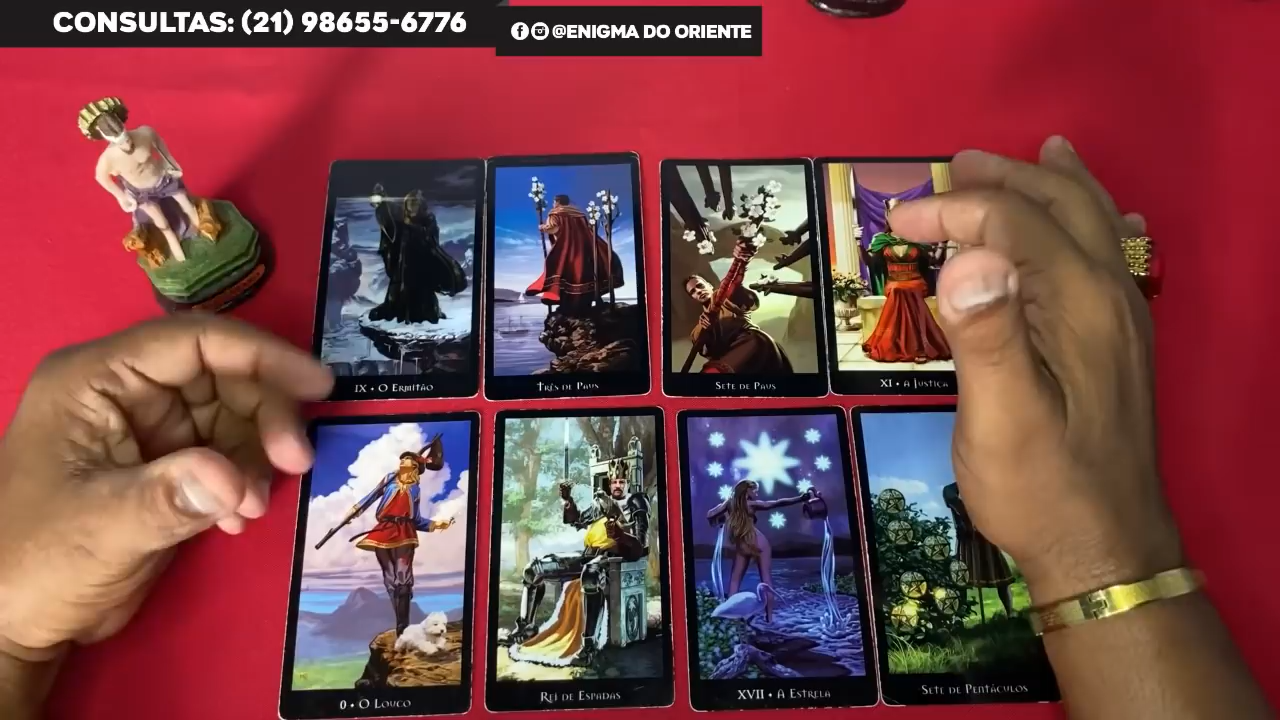 CONSULTAS: (21) 98655-6776
@ENIGMA DO ORIENTE
IX • O ERMITÃO
TRÊS DE PAUS
SETE DE PAUS
XI • A JUSTIÇA
0 • O LOUCO
REI DE ESPADAS
XVII • A ESTRELA
SETE DE PENTÁCULOS